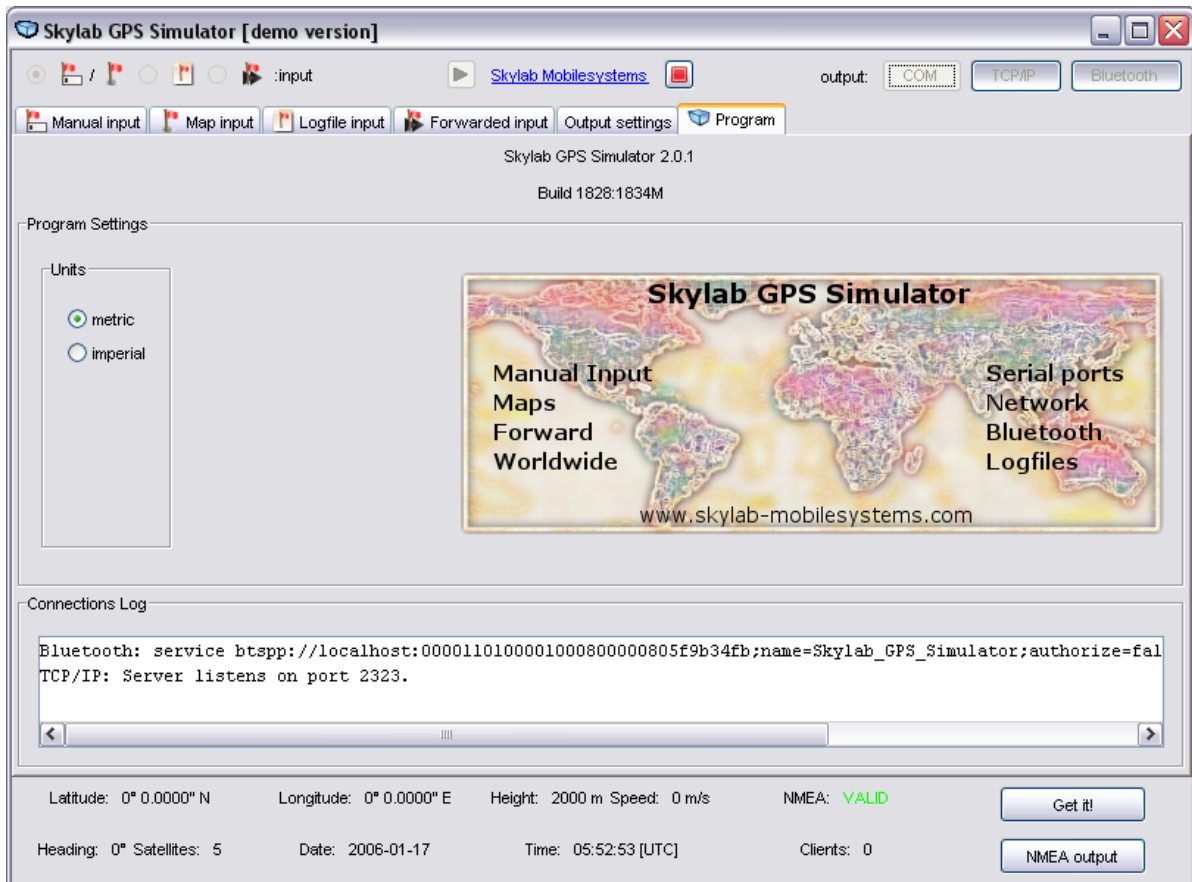 Skylab GPS Simulator [demo version]
/ :input Skylab Mobilesystems output: COM TCP/IP Bluetooth
Manual input Map input Logfile input Forwarded input Output settings Program
Skylab GPS Simulator 2.0.1
Build 1828:1834M
Program Settings
Units
metric
imperial
Skylab GPS Simulator
Manual Input
Maps
Forward
Worldwide
Serial ports
Network
Bluetooth
Logfiles
www.skylab-mobilesystems.com
Connections Log
Bluetooth: service btspp://localhost:0000110100001000800000805f9b34fb;name=Skylab_GPS_Simulator;authorize=fal
TCP/IP: Server listens on port 2323.
Latitude: 0° 0.0000" N Longitude: 0° 0.0000" E Height: 2000 m Speed: 0 m/s NMEA: VALID Get it!
Heading: 0° Satellites: 5 Date: 2006-01-17 Time: 05:52:53 [UTC] Clients: 0 NMEA output